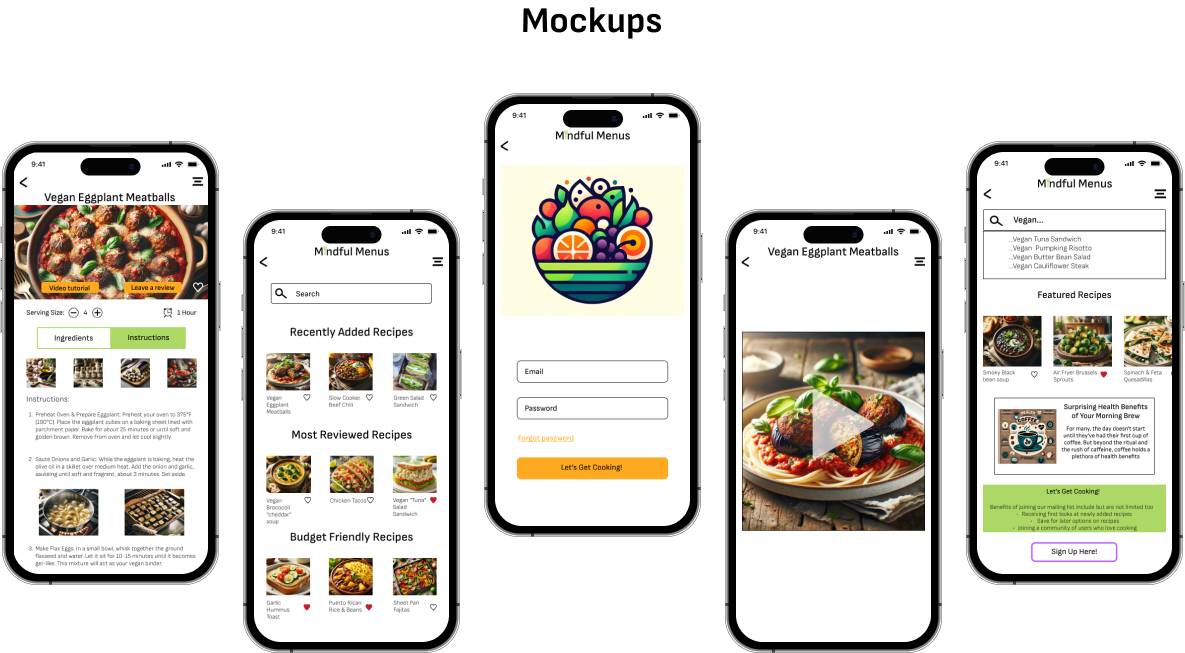 Mockups
9:41
Vegan Eggplant Meatballs
Video tutorial
Leave a review
Serving Size: 4
1 Hour
Ingredients
Instructions
Instructions:
1. Preheat Oven & Prepare Eggplant: Preheat your oven to 375°F
(190°C). Place the eggplant cubes on a baking sheet lined with
parchment paper. Bake for about 25 minutes or until soft and
golden brown. Remove from oven and let cool slightly.
2. Sauté Onions and Garlic: While the eggplant is baking, heat the
olive oil in a skillet over medium heat. Add the onion and garlic,
sautéing until soft and fragrant, about 3 minutes. Set aside.
3. Make Flax Eggs: In a small bowl, whisk together the ground
flaxseed and water. Let it sit for 10-15 minutes until it becomes
gel-like. This mixture will act as your vegan binder.
9:41
Mindful Menus
Search
Recently Added Recipes
Vegan
Eggplant
Meatballs
Slow Cooker
Beef Chili
Green Salad
Sandwich
Most Reviewed Recipes
Vegan
Brocooli
"cheddar"
soup
Chicken Tacos
Vegan "Tuna"
Salad
Sandwich
Budget Friendly Recipes
Garlic
Hummus
Toast
Puerto Rican
Rice & Beans
Sheet Pan
Fajitas
9:41
Mindful Menus
Email
Password
Forgot password
Let's Get Cooking!
9:41
Vegan Eggplant Meatballs
9:41
Mindful Menus
Vegan...
...Vegan Tuna Sandwich
...Vegan Pumpking Risotto
...Vegan Butter Bean Salad
...Vegan Cauliflower Steak
Featured Recipes
Smoky Black
bean soup
Air Fryer Brussels
Sprouts
Spinach & Feta
Quesadillas
COFFEE
Surprising Health Benefits
of Your Morning Brew
For many, the day doesn't start
until they've had their first cup of
coffee. But beyond the ritual and
the rush of caffeine, coffee holds a
plethora of health benefits
Let's Get Cooking!
Benefits of joining our mailing list include but are not limited too
- Receiving first looks at newly added recipes
- Save for later options on recipes
- Joining a community of users who love cooking
Sign Up Here!